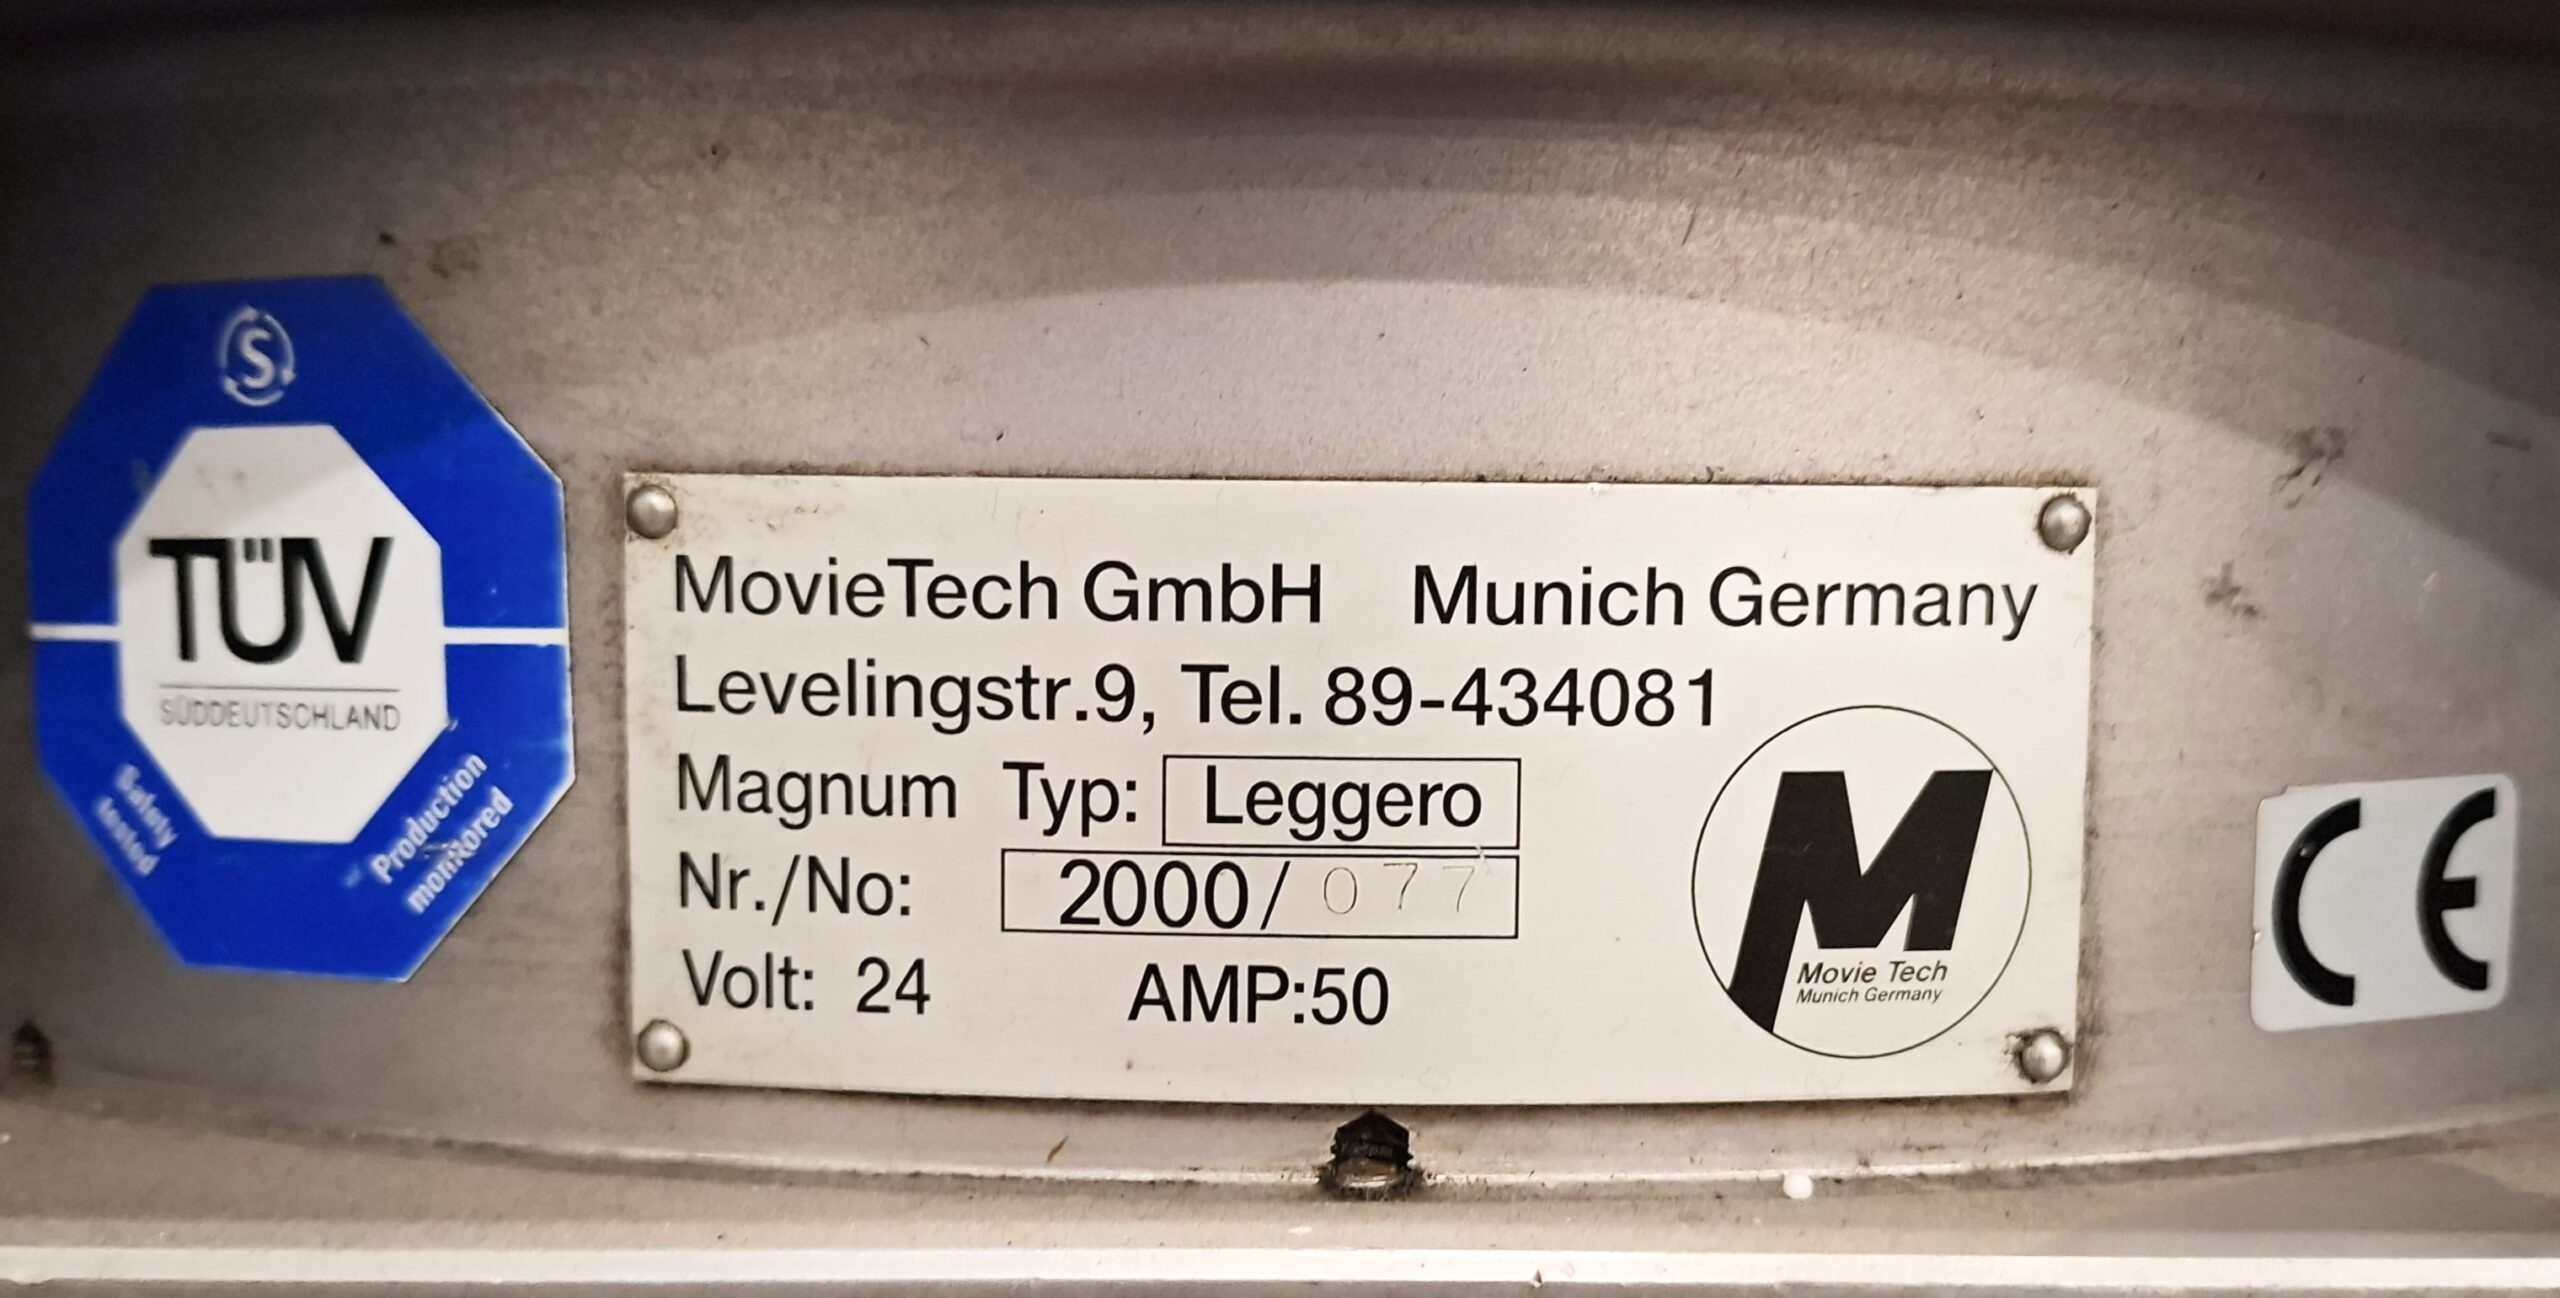 S
TÜV
SÜDDEUTSCHLAND
Safety
tested
Production
monitored
MovieTech GmbH Munich Germany
Levelingstr.9, Tel. 89-434081
Magnum Typ: Leggero
Nr./No: 2000/077
Volt: 24 AMP:50
M
Movie Tech
Munich Germany
CE